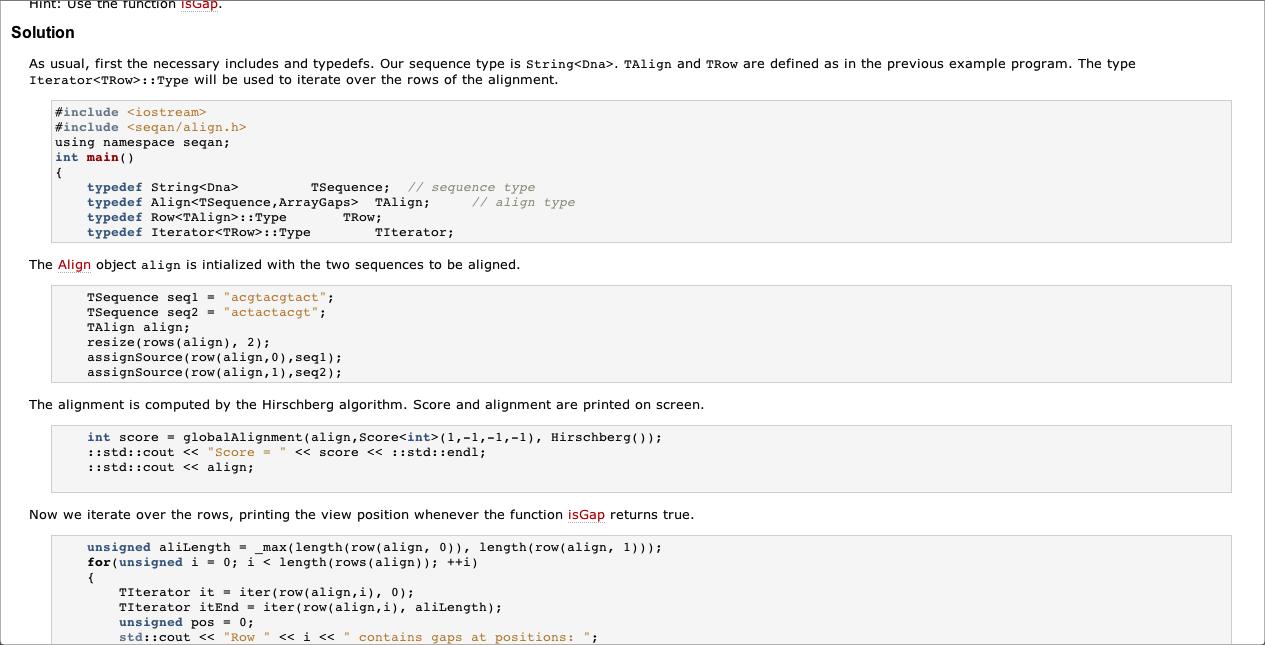 Hint: Use the function isGap.
Solution
As usual, first the necessary includes and typedefs. Our sequence type is String<Dna>. TAlign and TRow are defined as in the previous example program. The type
Iterator<TRow>::Type will be used to iterate over the rows of the alignment.
#include <iostream>
#include <seqan/align.h>
using namespace seqan;
int main()
{
    typedef String<Dna>         TSequence;  // sequence type
    typedef Align<TSequence,ArrayGaps>  TAlign;     // align type
    typedef Row<TAlign>::Type       TRow;
    typedef Iterator<TRow>::Type        TIterator;
The Align object align is intialized with the two sequences to be aligned.
    TSequence seq1 = "acgtacgtact";
    TSequence seq2 = "actactacgt";
    TAlign align;
    resize(rows(align), 2);
    assignSource(row(align,0),seq1);
    assignSource(row(align,1),seq2);
The alignment is computed by the Hirschberg algorithm. Score and alignment are printed on screen.
    int score = globalAlignment(align,Score<int>(1,-1,-1,-1), Hirschberg());
    ::std::cout << "Score = " << score << ::std::endl;
    ::std::cout << align;
Now we iterate over the rows, printing the view position whenever the function isGap returns true.
    unsigned aliLength = _max(length(row(align, 0)), length(row(align, 1)));
    for(unsigned i = 0; i < length(rows(align)); ++i)
    {
        TIterator it = iter(row(align,i), 0);
        TIterator itEnd = iter(row(align,i), aliLength);
        unsigned pos = 0;
        std::cout << "Row " << i << " contains gaps at positions: ";